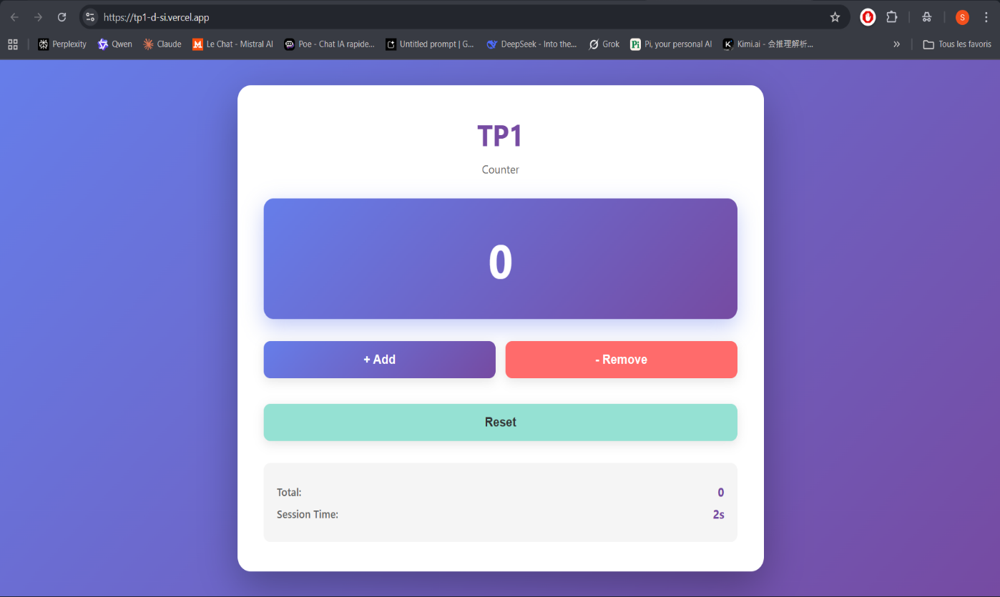 https://tp1-d-si.vercel.app
S
Perplexity Qwen Claude Le Chat - Mistral AI Poe - Chat IA rapide... Untitled prompt | G... DeepSeek - Into the... Grok Pi, your personal AI Kimi.ai - 会推理解析... » Tous les favoris
TP1
Counter
0
+ Add - Remove
Reset
Total: 0
Session Time: 2s